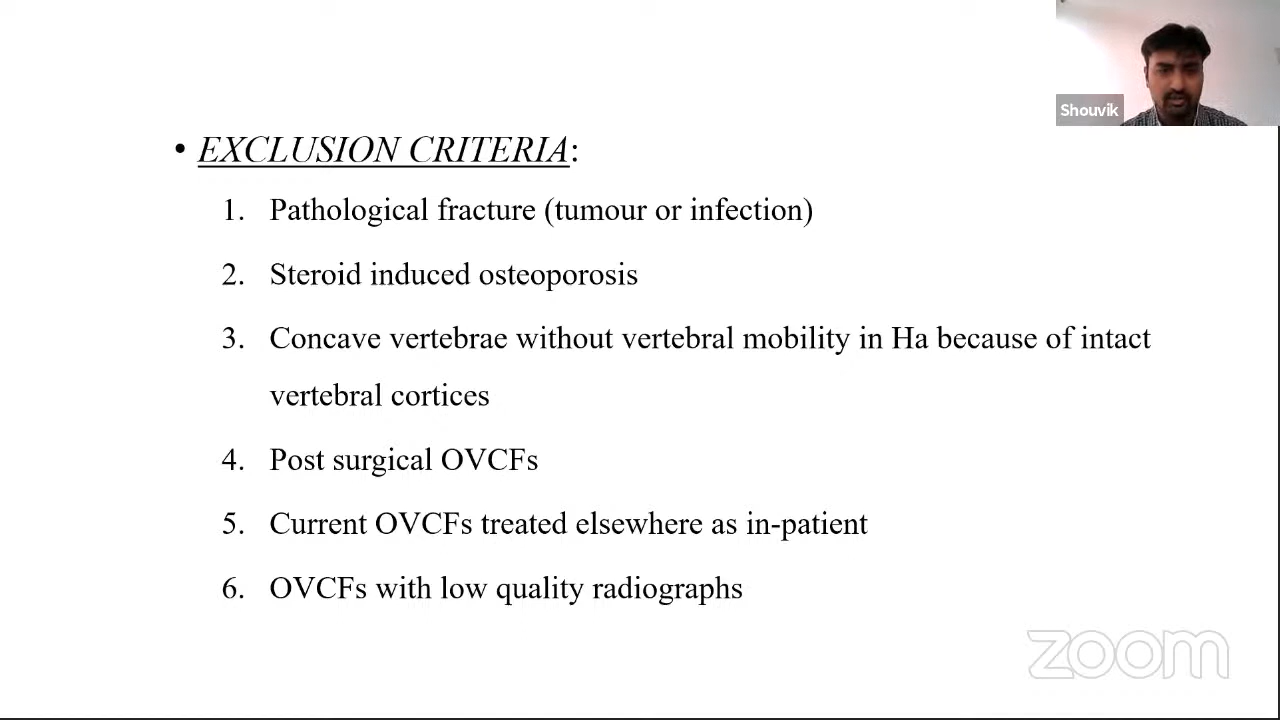 Shouvik
• EXCLUSION CRITERIA:
1. Pathological fracture (tumour or infection)
2. Steroid induced osteoporosis
3. Concave vertebrae without vertebral mobility in Ha because of intact
vertebral cortices
4. Post surgical OVCFs
5. Current OVCFs treated elsewhere as in-patient
6. OVCFs with low quality radiographs
zoom